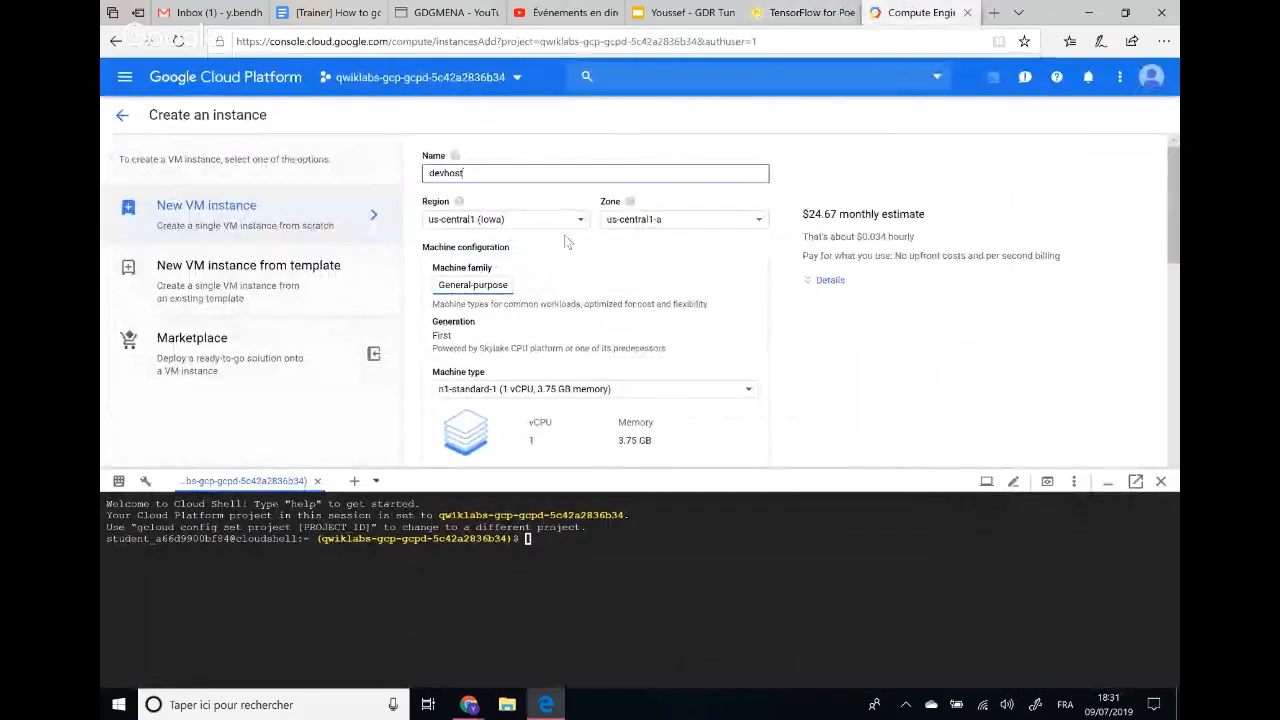 Inbox (1) - y.bendh
[Trainer] How to go
GDGMENA - YouTu
Événements en dir
Youssef - GDR Tun
TensorFlow for Poe
Compute Engi
https://console.cloud.google.com/compute/instancesAdd?project=qwiklabs-gcp-gcpd-5c42a2836b34&authuser=1
Google Cloud Platform
qwiklabs-gcp-gcpd-5c42a2836b34
Create an instance
To create a VM instance, select one of the options:
New VM instance
Create a single VM instance from scratch
New VM instance from template
Create a single VM instance from
an existing template
Marketplace
Deploy a ready-to-go solution onto
a VM instance
Name
devhost
Region
Zone
us-central1 (Iowa)
us-central1-a
Machine configuration
Machine family
General-purpose
Machine types for common workloads, optimized for cost and flexibility
Generation
First
Powered by Skylake CPU platform or one of its predecessors
Machine type
n1-standard-1 (1 vCPU, 3.75 GB memory)
vCPU
Memory
1
3.75 GB
$24.67 monthly estimate
That's about $0.034 hourly
Pay for what you use: No upfront costs and per second billing
Details
..bs-gcp-gcpd-5c42a2836b34)
Welcome to Cloud Shell! Type "help" to get started.
Your Cloud Platform project in this session is set to qwiklabs-gcp-gcpd-5c42a2836b34.
Use "gcloud config set project [PROJECT ID]" to change to a different project.
student_a66d9900bf84@cloudshell:~ (qwiklabs-gcp-gcpd-5c42a2836b34)$
Taper ici pour rechercher
FRA
18:31
09/07/2019